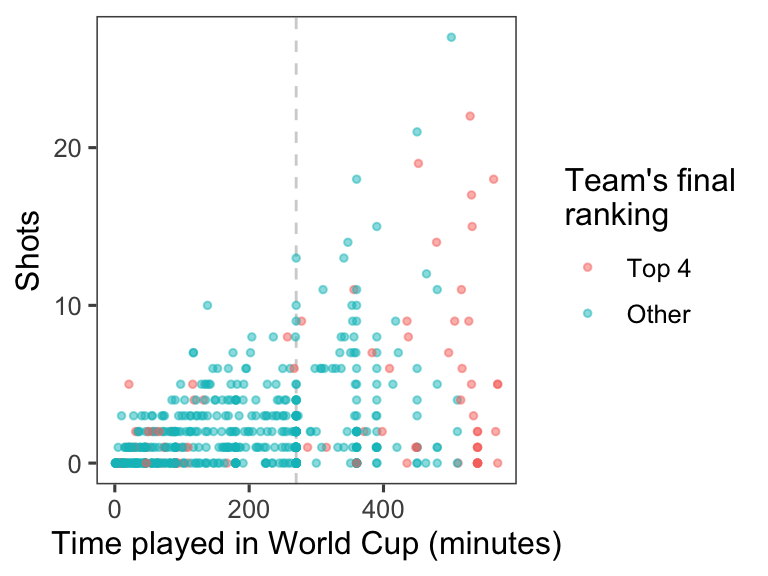 20
10
0
Shots
0 200 400
Time played in World Cup (minutes)
Team's final
ranking
Top 4
Other